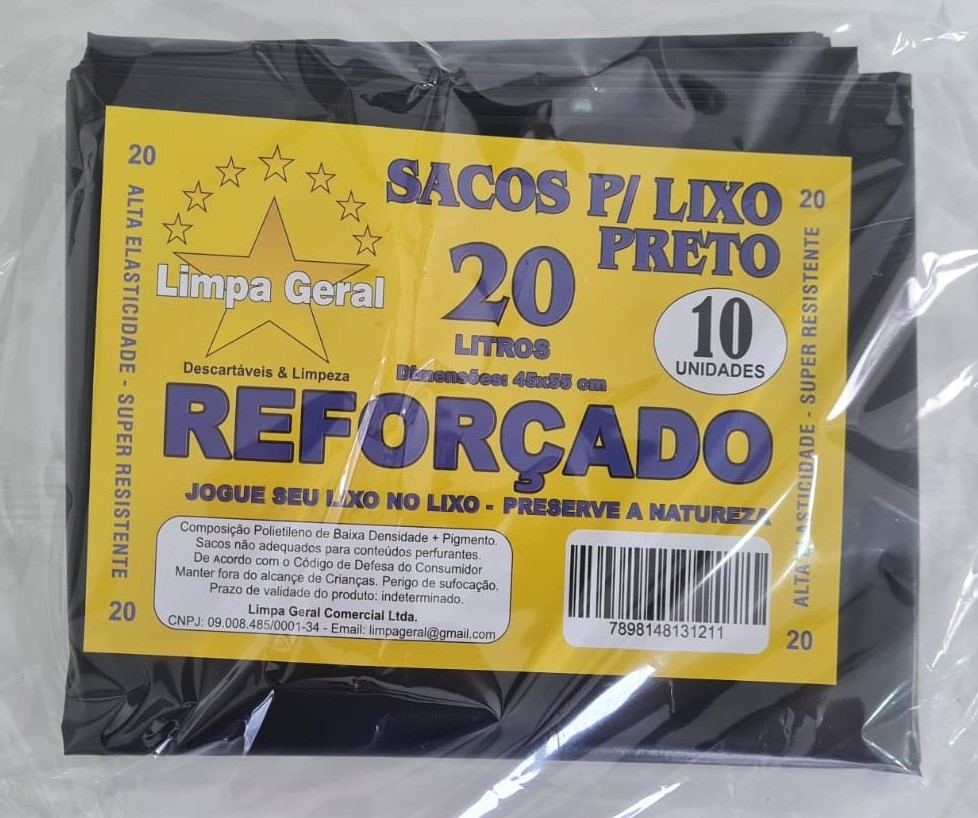 20
ALTA ELASTICIDADE - SUPER RESISTENTE
20
Limpa Geral
Descartáveis & Limpeza
SACOS P/ LIXO
PRETO
20
LITROS
Dimensões: 45x55 cm
10
UNIDADES
REFORÇADO
JOGUE SEU LIXO NO LIXO - PRESERVE A NATUREZA
Composição Polietileno de Baixa Densidade + Pigmento.
Sacos não adequados para conteúdos perfurantes.
De Acordo com o Código de Defesa do Consumidor
Manter fora do alcance de Crianças. Perigo de sufocação.
Prazo de validade do produto: indeterminado.
Limpa Geral Comercial Ltda.
CNPJ: 09.008.485/0001-34 - Email: limpageral@gmail.com
7898148131211
20
ALTA ELASTICIDADE - SUPER RESISTENTE
20